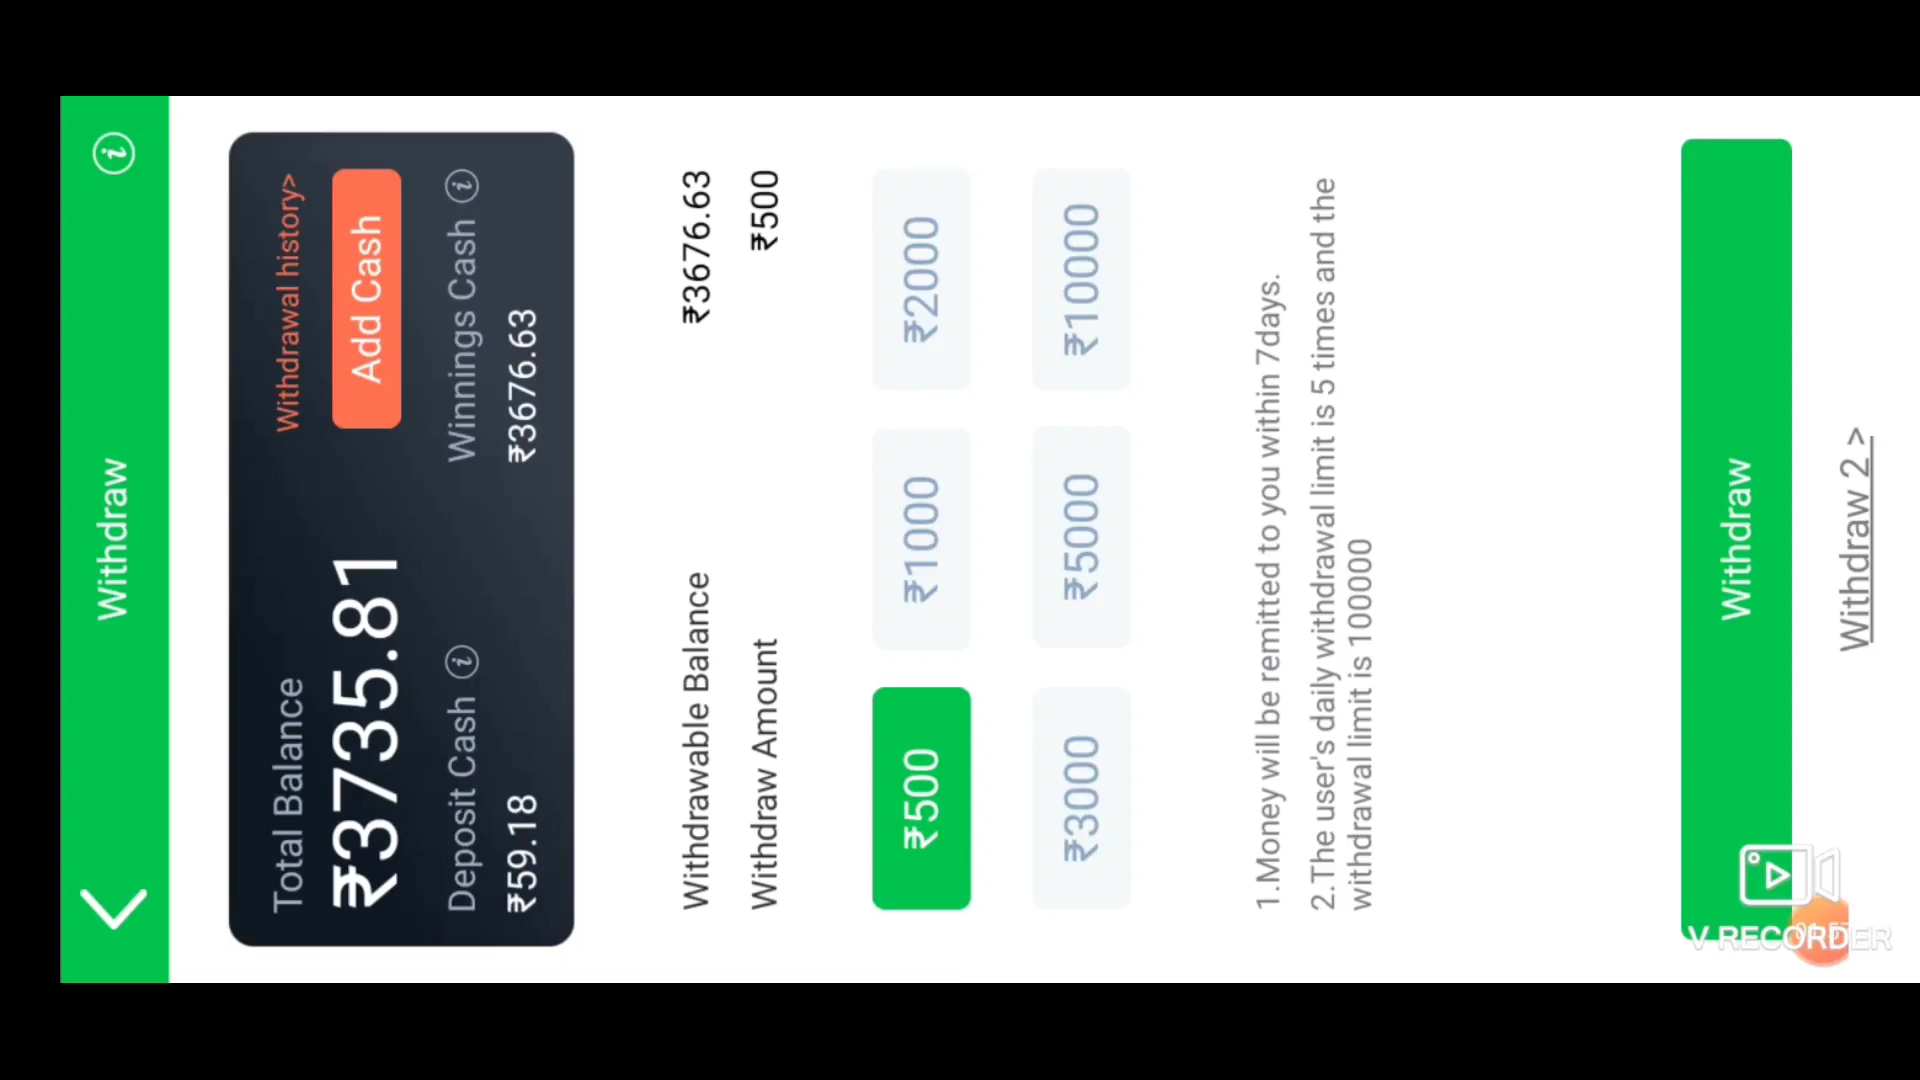 Withdraw
Total Balance
Withdrawal history>
₹3735.81
Add Cash
Deposit Cash
Winnings Cash
₹59.18
₹3676.63
Withdrawable Balance
₹3676.63
Withdraw Amount
₹500
₹500
₹1000
₹2000
₹3000
₹5000
₹10000
1.Money will be remitted to you within 7days.
2.The user's daily withdrawal limit is 5 times and the
withdrawal limit is 100000
Withdraw
Withdraw 2 >
V RECORDER